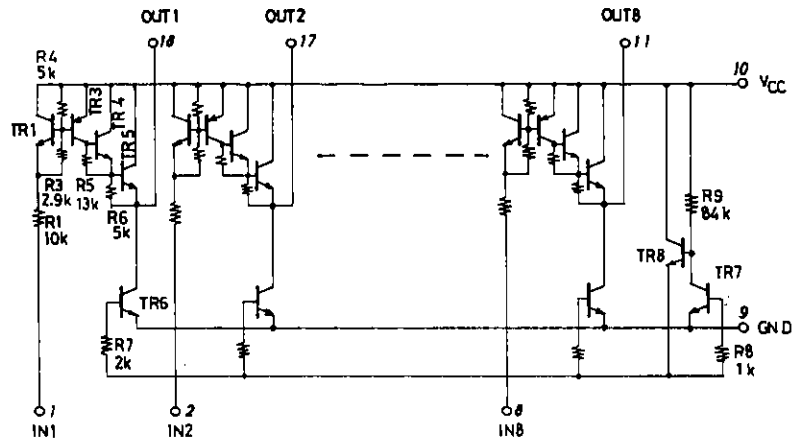 OUT1 OUT2 OUT8
18 17 11
R4
5k
10
VCC
TR1
TR3
TR4
TR5
R3
2.9k
R5
13k
R6
5k
R1
10k
R9
84k
TR8
TR7
TR6
9
GND
R7
2k
R8
1k
1 2 8
IN1 IN2 IN8